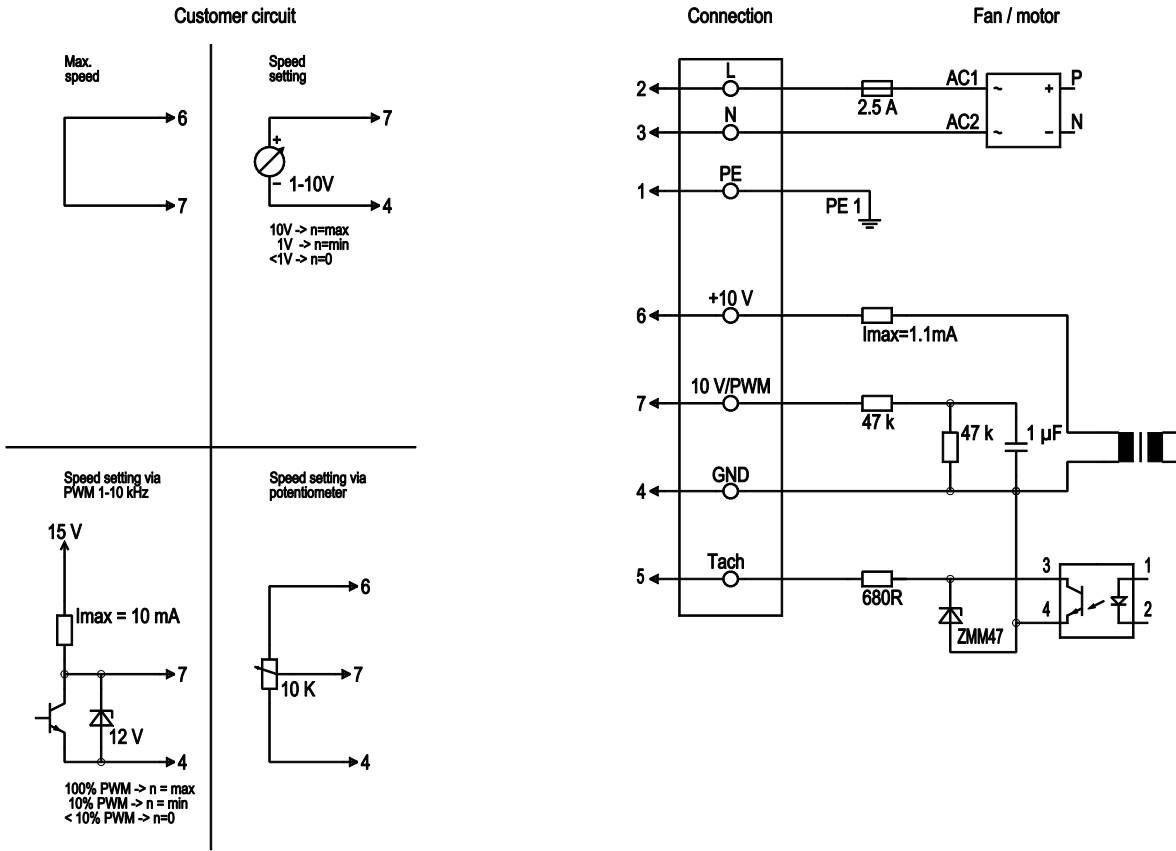 Customer circuit
Connection
Fan / motor
Max.
speed
6
7
Speed
setting
7
+
−
1-10V
4
10V -> n=max
1V -> n=min
<1V -> n=0
Speed setting via
PWM 1-10 kHz
15 V
Imax = 10 mA
7
12 V
4
100% PWM -> n = max
10% PWM -> n = min
< 10% PWM -> n=0
Speed setting via
potentiometer
6
7
10 K
4
2
L
2.5 A
AC1
~
+
P
3
N
AC2
~
−
N
1
PE
PE 1
6
+10 V
Imax=1.1mA
7
10 V/PWM
47 k
47 k
1 µF
4
GND
5
Tach
680R
ZMM47
3
4
1
2